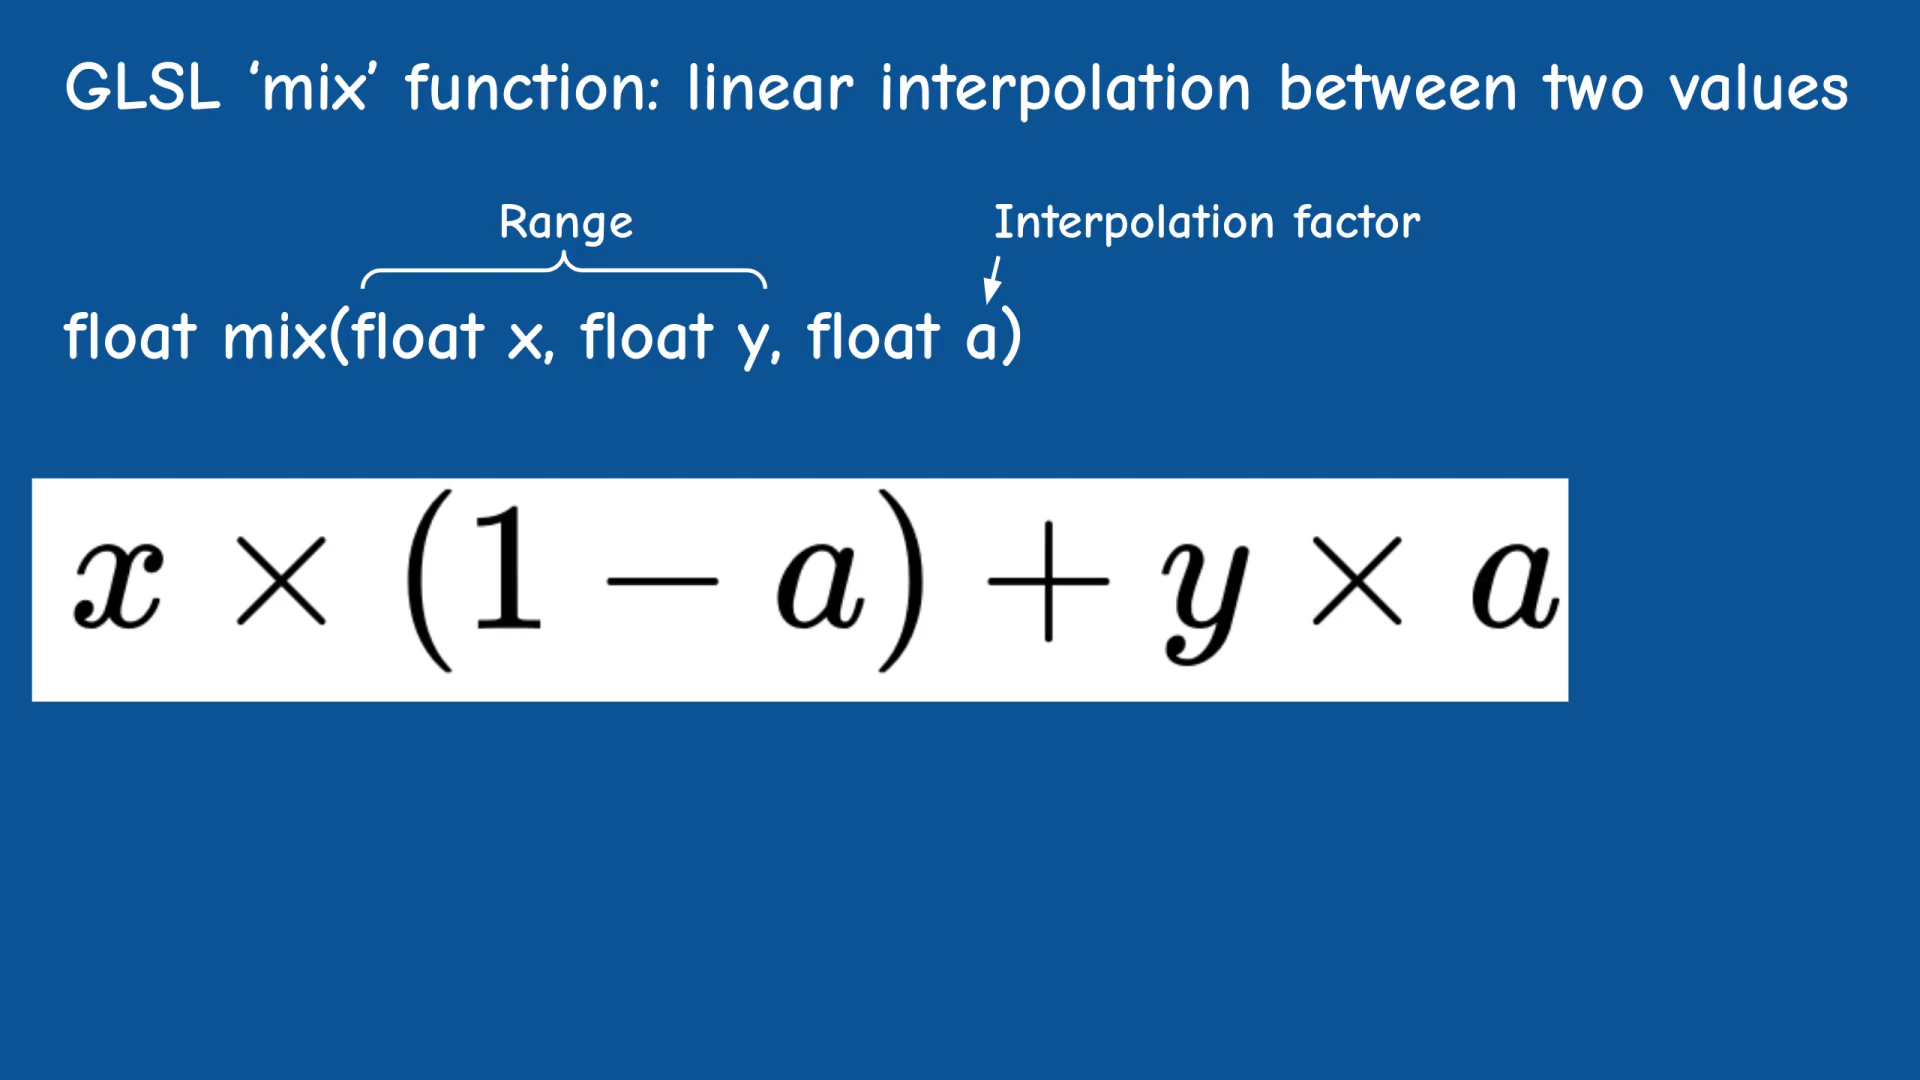 GLSL ‘mix’ function: linear interpolation between two values
Range
Interpolation factor
float mix(float x, float y, float a)
x × (1 − a) + y × a